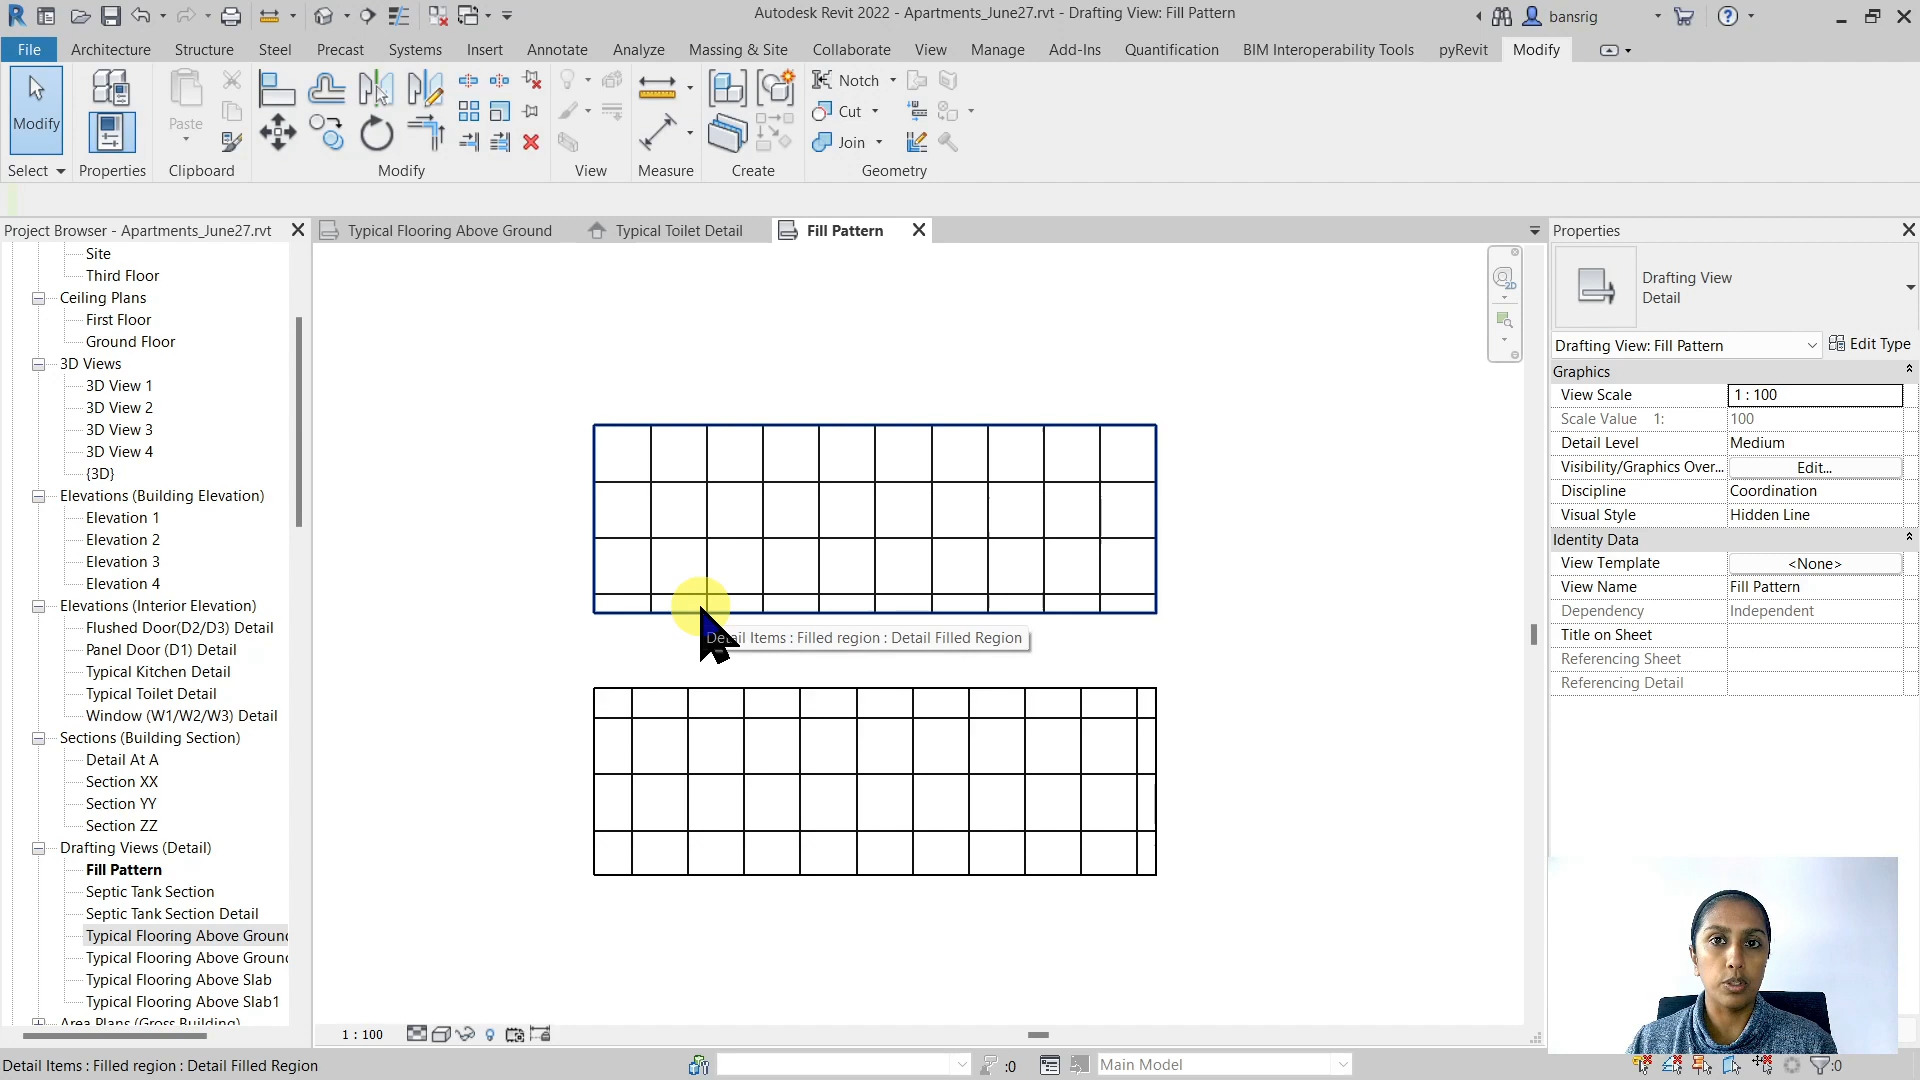 Autodesk Revit 2022 - Apartments_June27.rvt - Drafting View: Fill Pattern
bansrig
File
Architecture
Structure
Steel
Precast
Systems
Insert
Annotate
Analyze
Massing & Site
Collaborate
View
Manage
Add-Ins
Quantification
BIM Interoperability Tools
pyRevit
Modify
Modify
Paste
Notch
Cut
Join
Select
Properties
Clipboard
Modify
View
Measure
Create
Geometry
Project Browser - Apartments_June27.rvt
Typical Flooring Above Ground
Typical Toilet Detail
Fill Pattern
Properties
Site
Third Floor
Ceiling Plans
First Floor
Ground Floor
3D Views
3D View 1
3D View 2
3D View 3
3D View 4
{3D}
Elevations (Building Elevation)
Elevation 1
Elevation 2
Elevation 3
Elevation 4
Elevations (Interior Elevation)
Flushed Door(D2/D3) Detail
Panel Door (D1) Detail
Typical Kitchen Detail
Typical Toilet Detail
Window (W1/W2/W3) Detail
Sections (Building Section)
Detail At A
Section XX
Section YY
Section ZZ
Drafting Views (Detail)
Fill Pattern
Septic Tank Section
Septic Tank Section Detail
Typical Flooring Above Ground
Typical Flooring Above Ground
Typical Flooring Above Slab
Typical Flooring Above Slab1
Area Plans (Gross Building)
2D
Detail Items : Filled region : Detail Filled Region
Drafting View
Detail
Drafting View: Fill Pattern
Edit Type
Graphics
View Scale 1 : 100
Scale Value 1: 100
Detail Level Medium
Visibility/Graphics Over... Edit...
Discipline Coordination
Visual Style Hidden Line
Identity Data
View Template <None>
View Name Fill Pattern
Dependency Independent
Title on Sheet
Referencing Sheet
Referencing Detail
1 : 100
Detail Items : Filled region : Detail Filled Region
:0
Main Model
:0